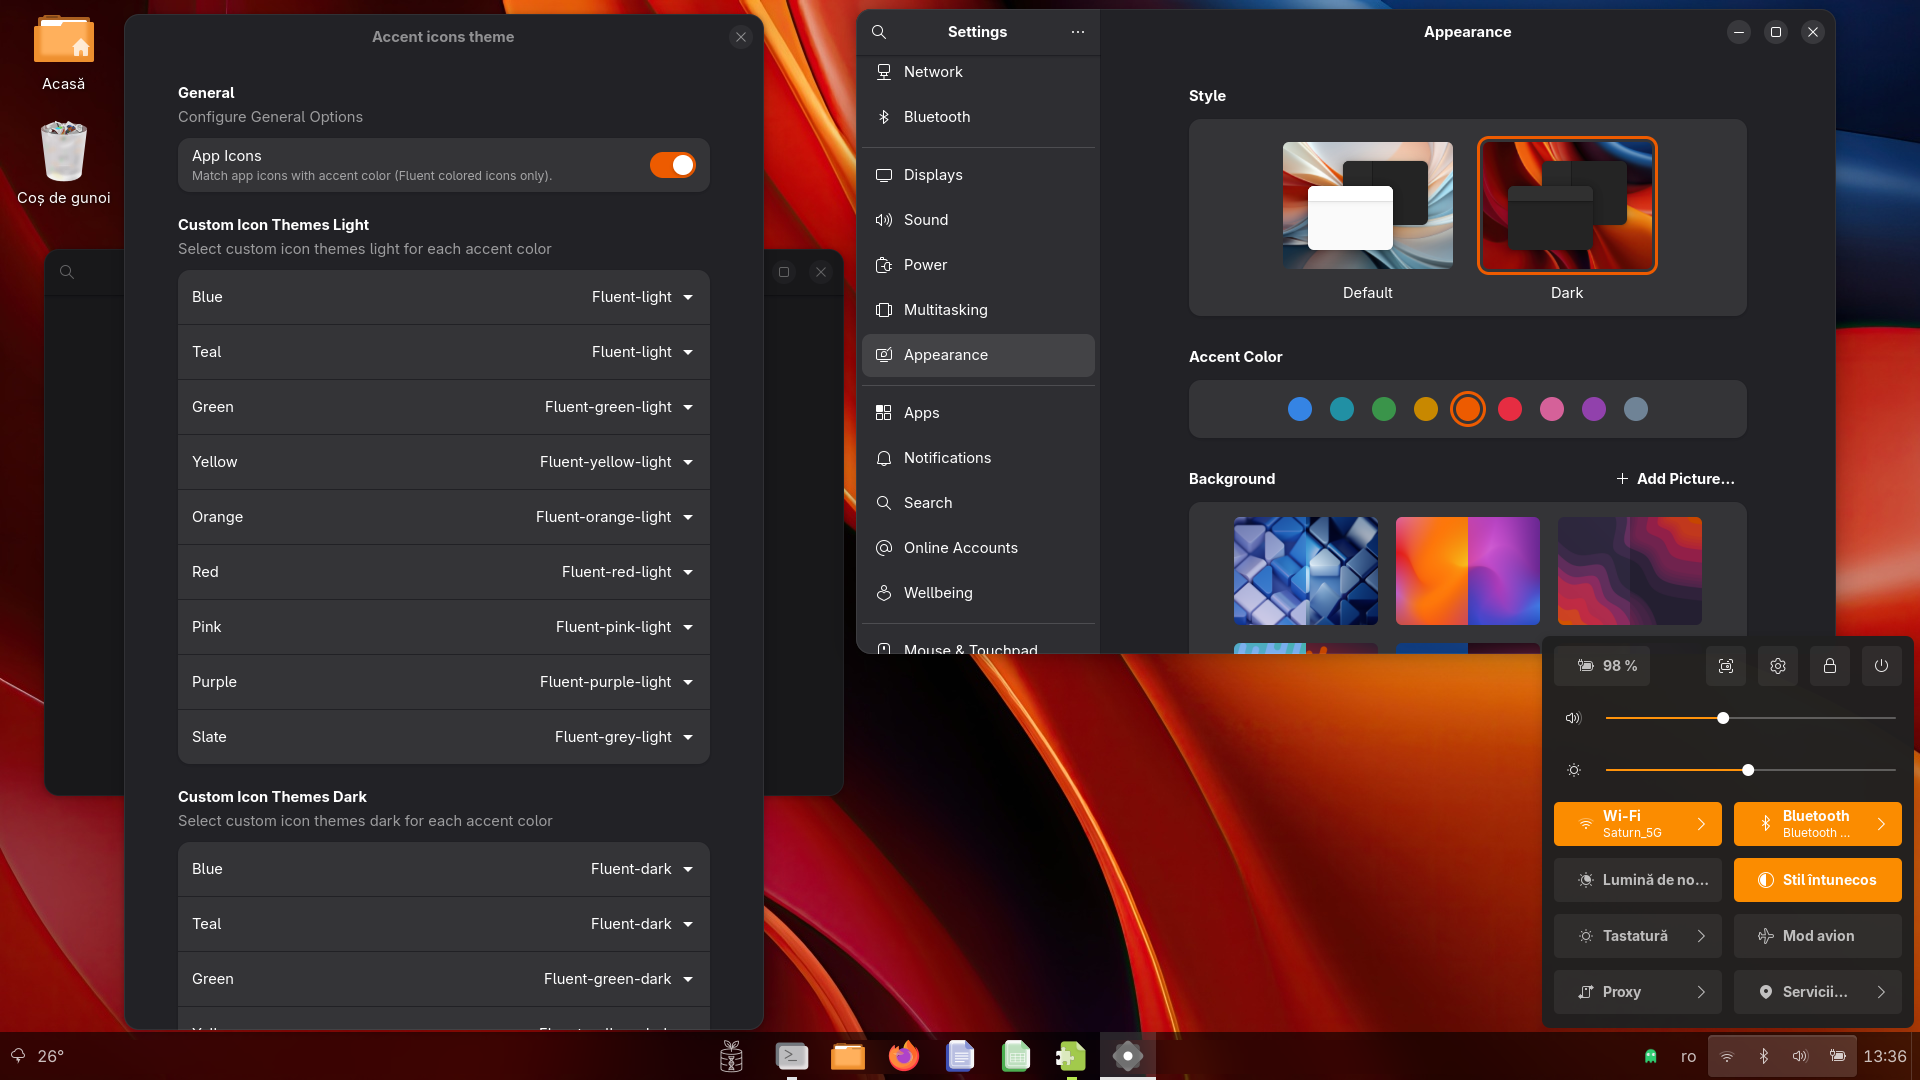 Acasă
Coș de gunoi
Accent icons theme
General
Configure General Options
App Icons
Match app icons with accent color (Fluent colored icons only).
Custom Icon Themes Light
Select custom icon themes light for each accent color
Blue Fluent-light
Teal Fluent-light
Green Fluent-green-light
Yellow Fluent-yellow-light
Orange Fluent-orange-light
Red Fluent-red-light
Pink Fluent-pink-light
Purple Fluent-purple-light
Slate Fluent-grey-light
Custom Icon Themes Dark
Select custom icon themes dark for each accent color
Blue Fluent-dark
Teal Fluent-dark
Green Fluent-green-dark
Settings
Network
Bluetooth
Displays
Sound
Power
Multitasking
Appearance
Apps
Notifications
Search
Online Accounts
Wellbeing
Mouse & Touchpad
Appearance
Style
Default Dark
Accent Color
Background Add Picture...
98 %
Wi-Fi
Saturn_5G
Bluetooth
Bluetooth ...
Lumină de no... Stil întunecos
Tastatură Mod avion
Proxy Servicii...
26°
ro
13:36